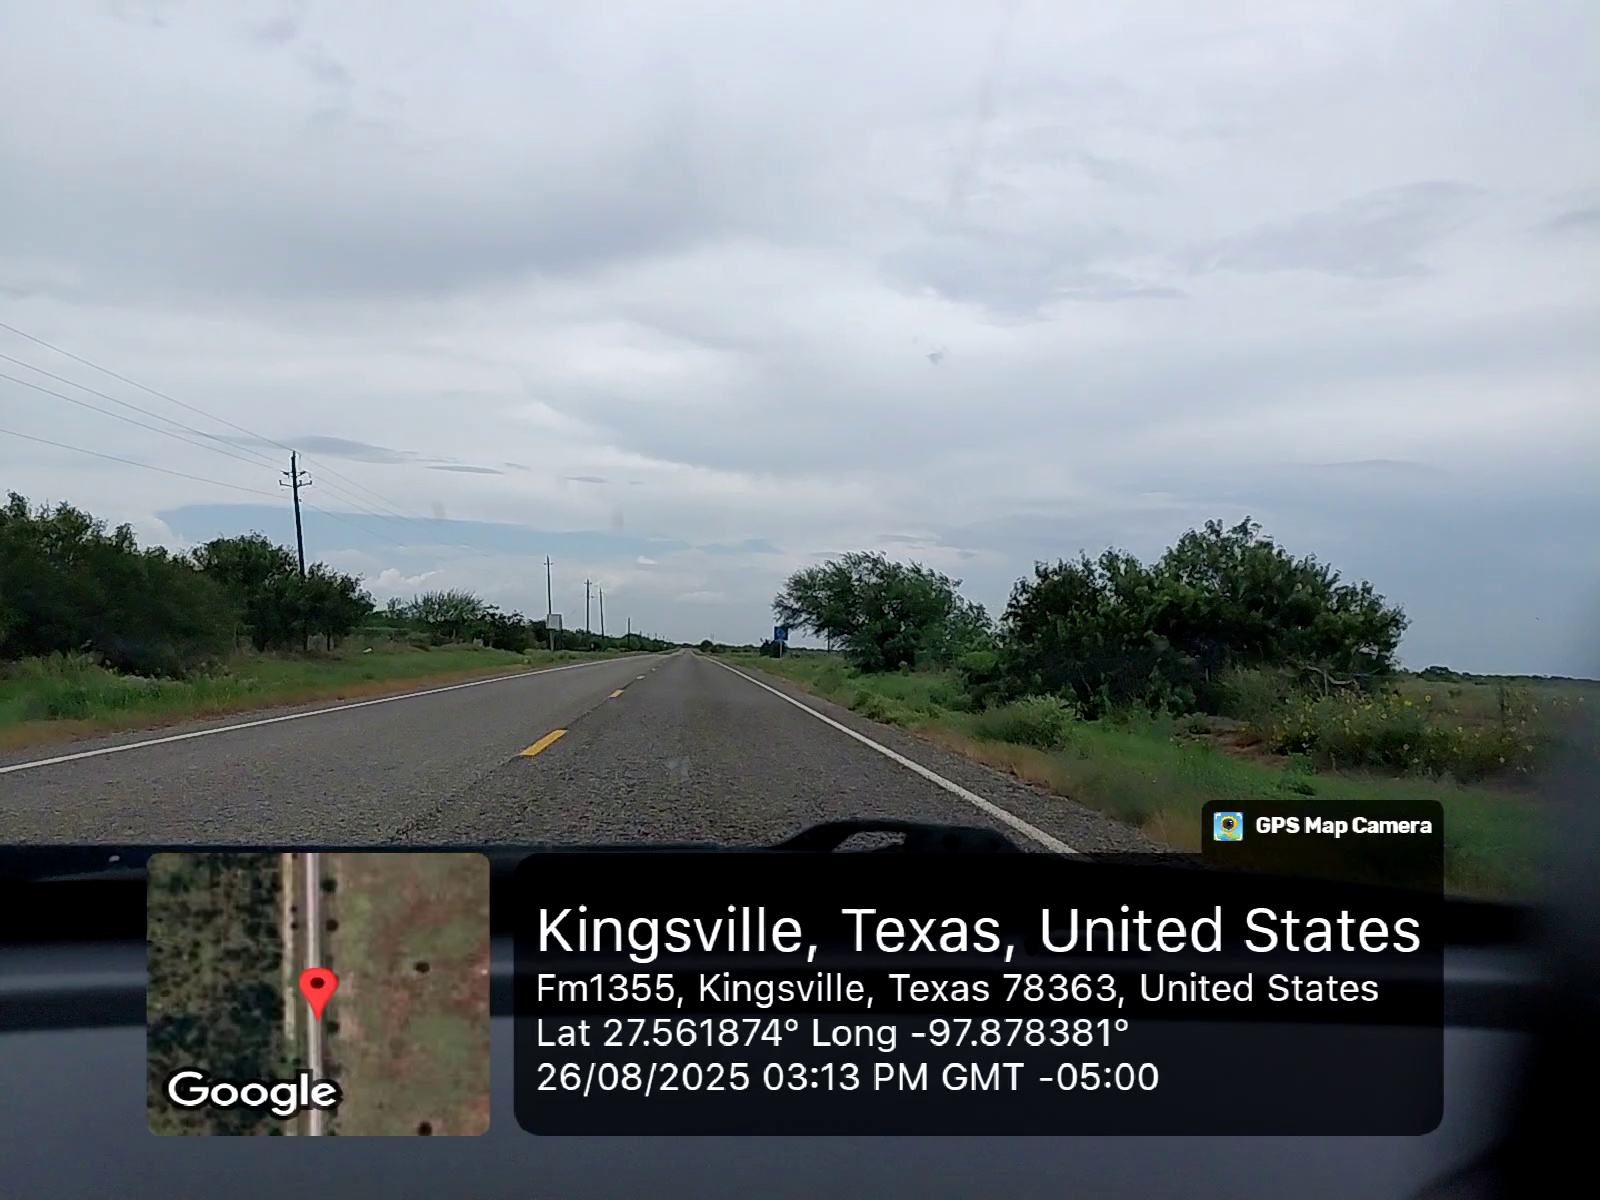 GPS Map Camera
Kingsville, Texas, United States
Fm1355, Kingsville, Texas 78363, United States
Lat 27.561874° Long -97.878381°
26/08/2025 03:13 PM GMT -05:00
Google